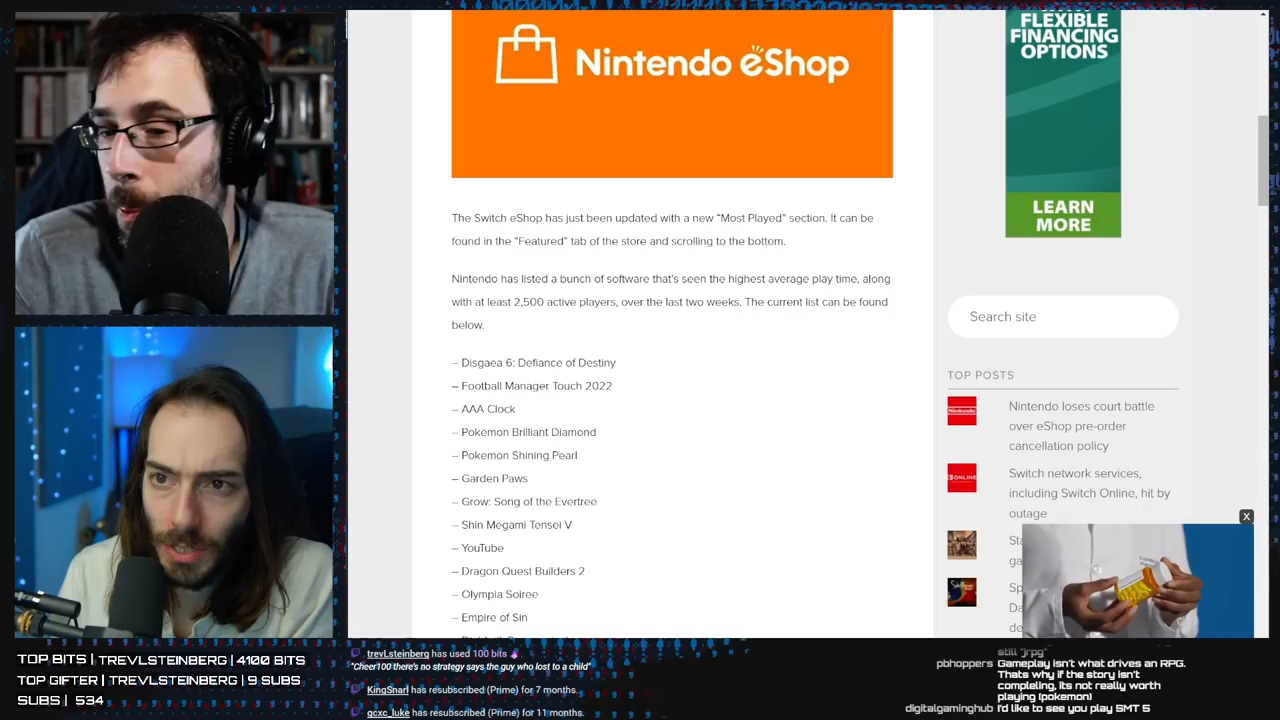 Nintendo eShop
FLEXIBLE
FINANCING
OPTIONS
LEARN
MORE
The Switch eShop has just been updated with a new “Most Played” section. It can be
found in the “Featured” tab of the store and scrolling to the bottom.
Nintendo has listed a bunch of software that’s seen the highest average play time, along
with at least 2,500 active players, over the last two weeks. The current list can be found
below.
– Disgaea 6: Defiance of Destiny
– Football Manager Touch 2022
– AAA Clock
– Pokemon Brilliant Diamond
– Pokemon Shining Pearl
– Garden Paws
– Grow: Song of the Evertree
– Shin Megami Tensei V
– YouTube
– Dragon Quest Builders 2
– Olympia Soiree
– Empire of Sin
Search site
TOP POSTS
Nintendo loses court battle
over eShop pre-order
cancellation policy
Switch network services,
including Switch Online, hit by
outage
Sta
ga
Sp
Da
de
X
TOP BITS | TREVLSTEINBERG | 4100 BITS
TOP GIFTER | TREVLSTEINBERG | 9 SUBS
SUBS | 534
trevLsteinberg has used 100 bits
"Cheer100 there's no strategy says the guy who lost to a child"
KingSnarl has resubscribed (Prime) for 7 months.
gcxc_luke has resubscribed (Prime) for 11 months.
still "jrpg"
pbhoppers Gameplay isn't what drives an RPG.
Thats why if the story isn't
completing, its not really worth
playing (ookemon)
digitalgaminghub I'd like to see you play SMT 5